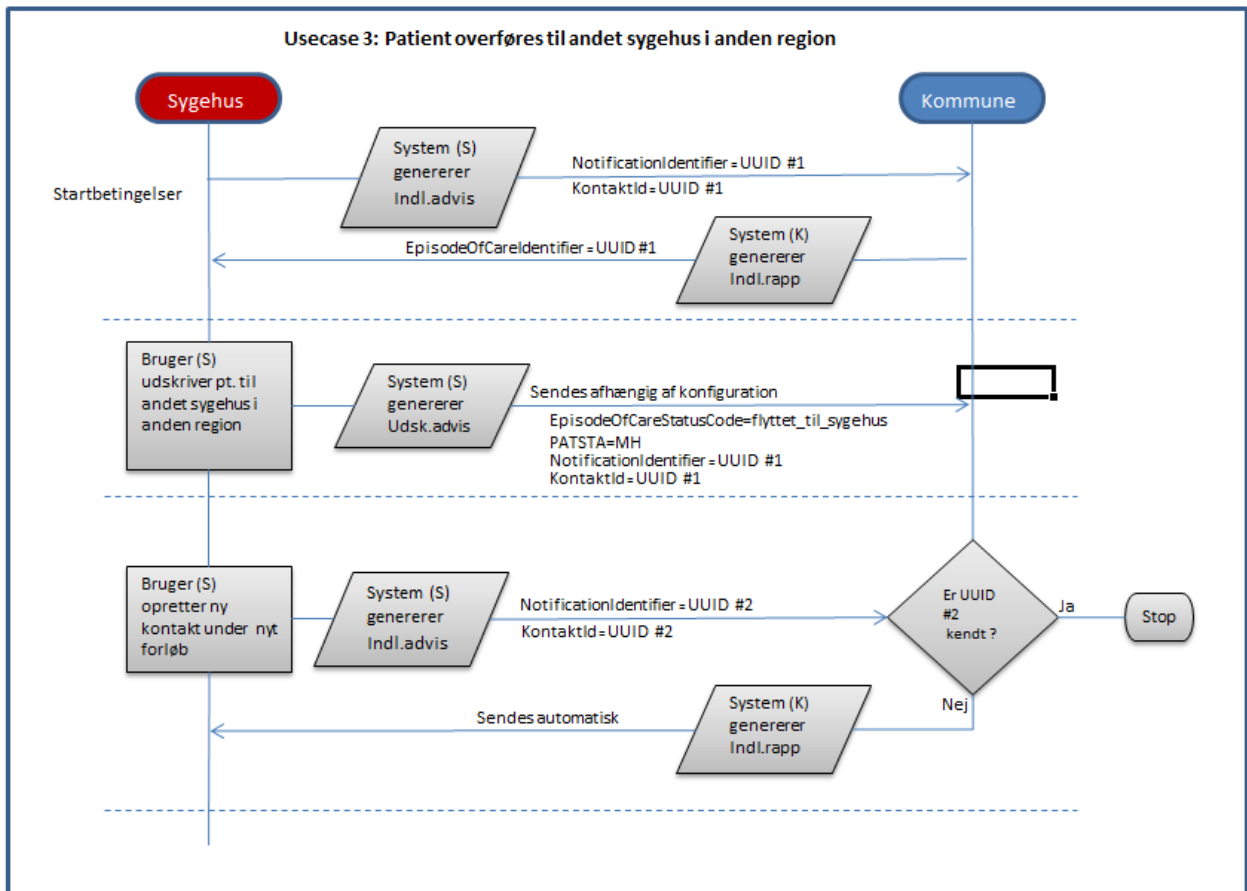 Usecase 3: Patient overføres til andet sygehus i anden region
Sygehus
Kommune
Startbetingelser
System (S)
genererer
Indl.advis
NotificationIdentifier = UUID #1
KontaktId = UUID #1
EpisodeOfCareIdentifier = UUID #1
System (K)
genererer
Indl.rapp
Bruger (S)
udskriver pt. til
andet sygehus i
anden region
System (S)
genererer
Udsk.advis
Sendes afhængig af konfiguration
EpisodeOfCareStatusCode=flyttet_til_sygehus
PATSTA=MH
NotificationIdentifier = UUID #1
KontaktId = UUID #1
Bruger (S)
opretter ny
kontakt under nyt
forløb
System (S)
genererer
Indl.advis
NotificationIdentifier = UUID #2
KontaktId = UUID #2
Er UUID
#2
kendt ?
Ja
Stop
Nej
System (K)
genererer
Indl.rapp
Sendes automatisk